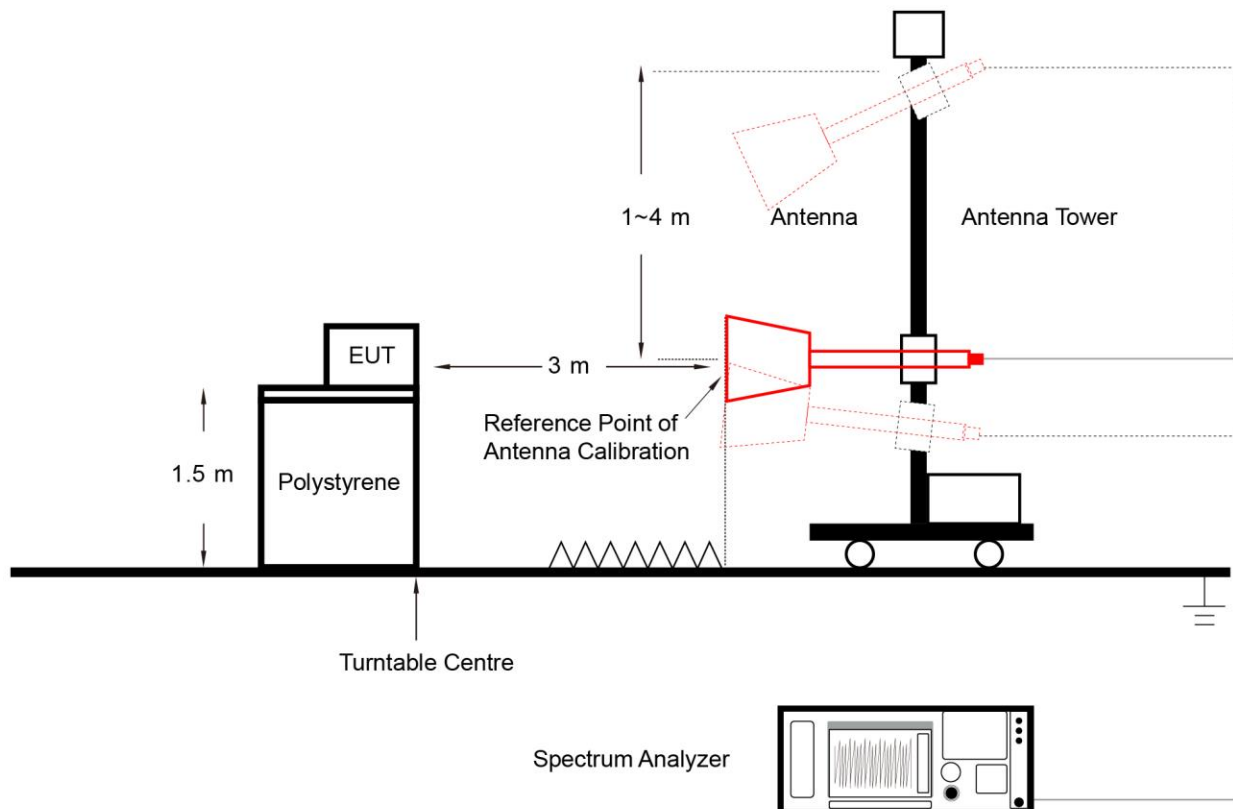 1~4 m
Antenna
Antenna Tower
EUT
3 m
Reference Point of
Antenna Calibration
1.5 m
Polystyrene
Turntable Centre
Spectrum Analyzer